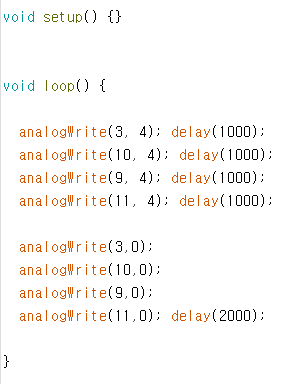 void setup() {}
void loop() {
analogWrite(3, 4); delay(1000);
analogWrite(10, 4); delay(1000);
analogWrite(9, 4); delay(1000);
analogWrite(11, 4); delay(1000);
analogWrite(3,0);
analogWrite(10,0);
analogWrite(9,0);
analogWrite(11,0); delay(2000);
}